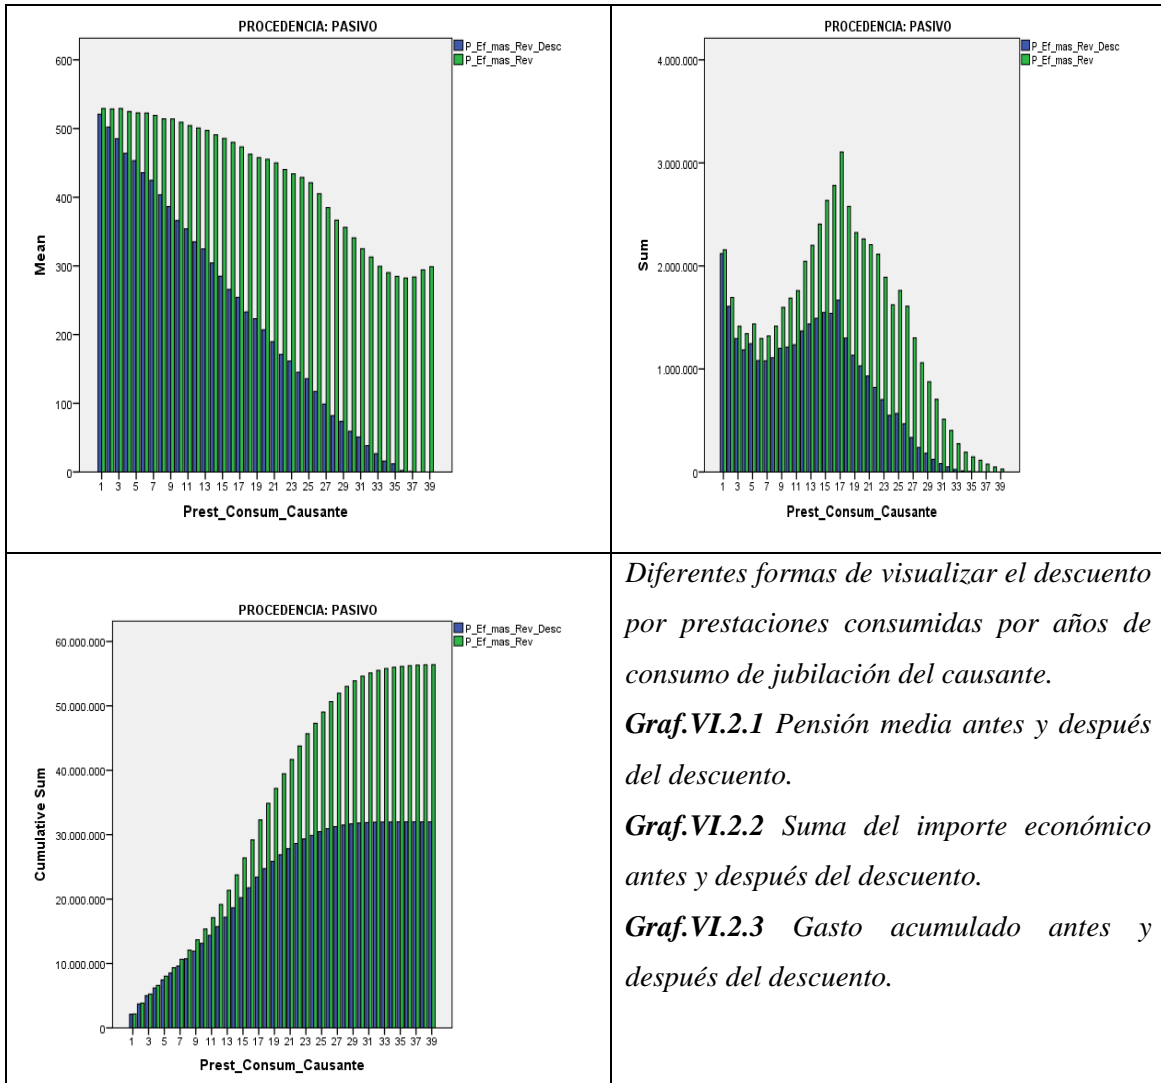 PROCEDENCIA: PASIVO
P_Ef_mas_Rev_Desc
P_Ef_mas_Rev
600
500
400
300
200
100
0
Mean
1 3 5 7 9 11 13 15 17 19 21 23 25 27 29 31 33 35 37 39
Prest_Consum_Causante
PROCEDENCIA: PASIVO
P_Ef_mas_Rev_Desc
P_Ef_mas_Rev
4.000.000
3.000.000
2.000.000
1.000.000
0
Sum
1 3 5 7 9 11 13 15 17 19 21 23 25 27 29 31 33 35 37 39
Prest_Consum_Causante
PROCEDENCIA: PASIVO
P_Ef_mas_Rev_Desc
P_Ef_mas_Rev
60.000.000
50.000.000
40.000.000
30.000.000
20.000.000
10.000.000
0
Cumulative Sum
1 3 5 7 9 11 13 15 17 19 21 23 25 27 29 31 33 35 37 39
Prest_Consum_Causante
Diferentes formas de visualizar el descuento
por prestaciones consumidas por años de
consumo de jubilación del causante.
Graf.VI.2.1 Pensión media antes y después
del descuento.
Graf.VI.2.2 Suma del importe económico
antes y después del descuento.
Graf.VI.2.3 Gasto acumulado antes y
después del descuento.